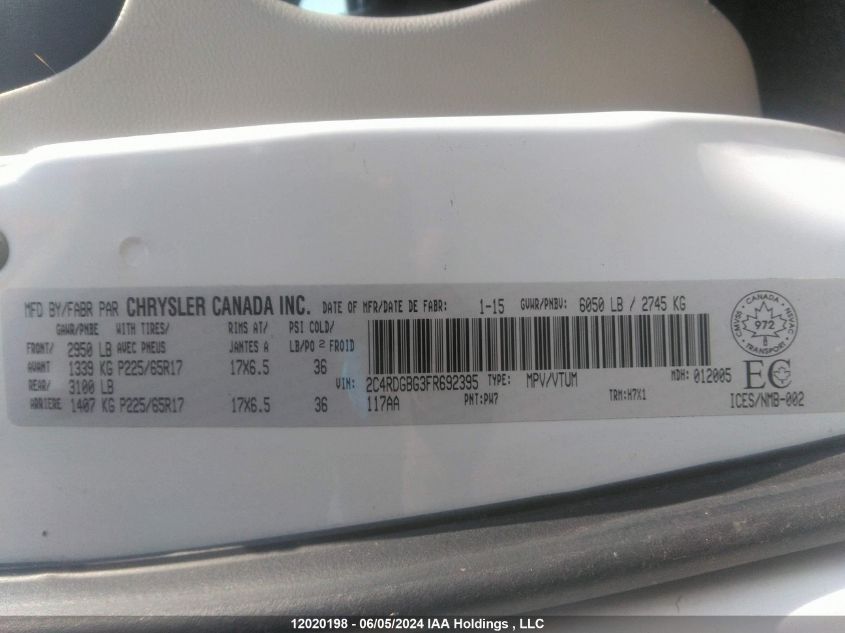 MFD BY/FABR PAR CHRYSLER CANADA INC. DATE OF MFR/DATE DE FABR: 1-15 GVWR/PNBV: 6050 LB / 2745 KG
GAWR/PNBE WITH TIRES/ RIMS AT/ PSI COLD/
FRONT/ 2950 LB AVEC PNEUS JANTES A LB/PO² FROID
AVANT 1339 KG P225/65R17 17X6.5 36
REAR/ 3100 LB
ARRIERE 1407 KG P225/65R17 17X6.5 36
VIN: 2C4RDGBG3FR692395 TYPE: MPV/VTUM MDH: 012005
117AA PNT:PW7 TRM:H7X1
CANADA
CMVSS NSVAC
972
8
TRANSPORT
EC
ICES/NMB-002
12020198 - 06/05/2024 IAA Holdings , LLC